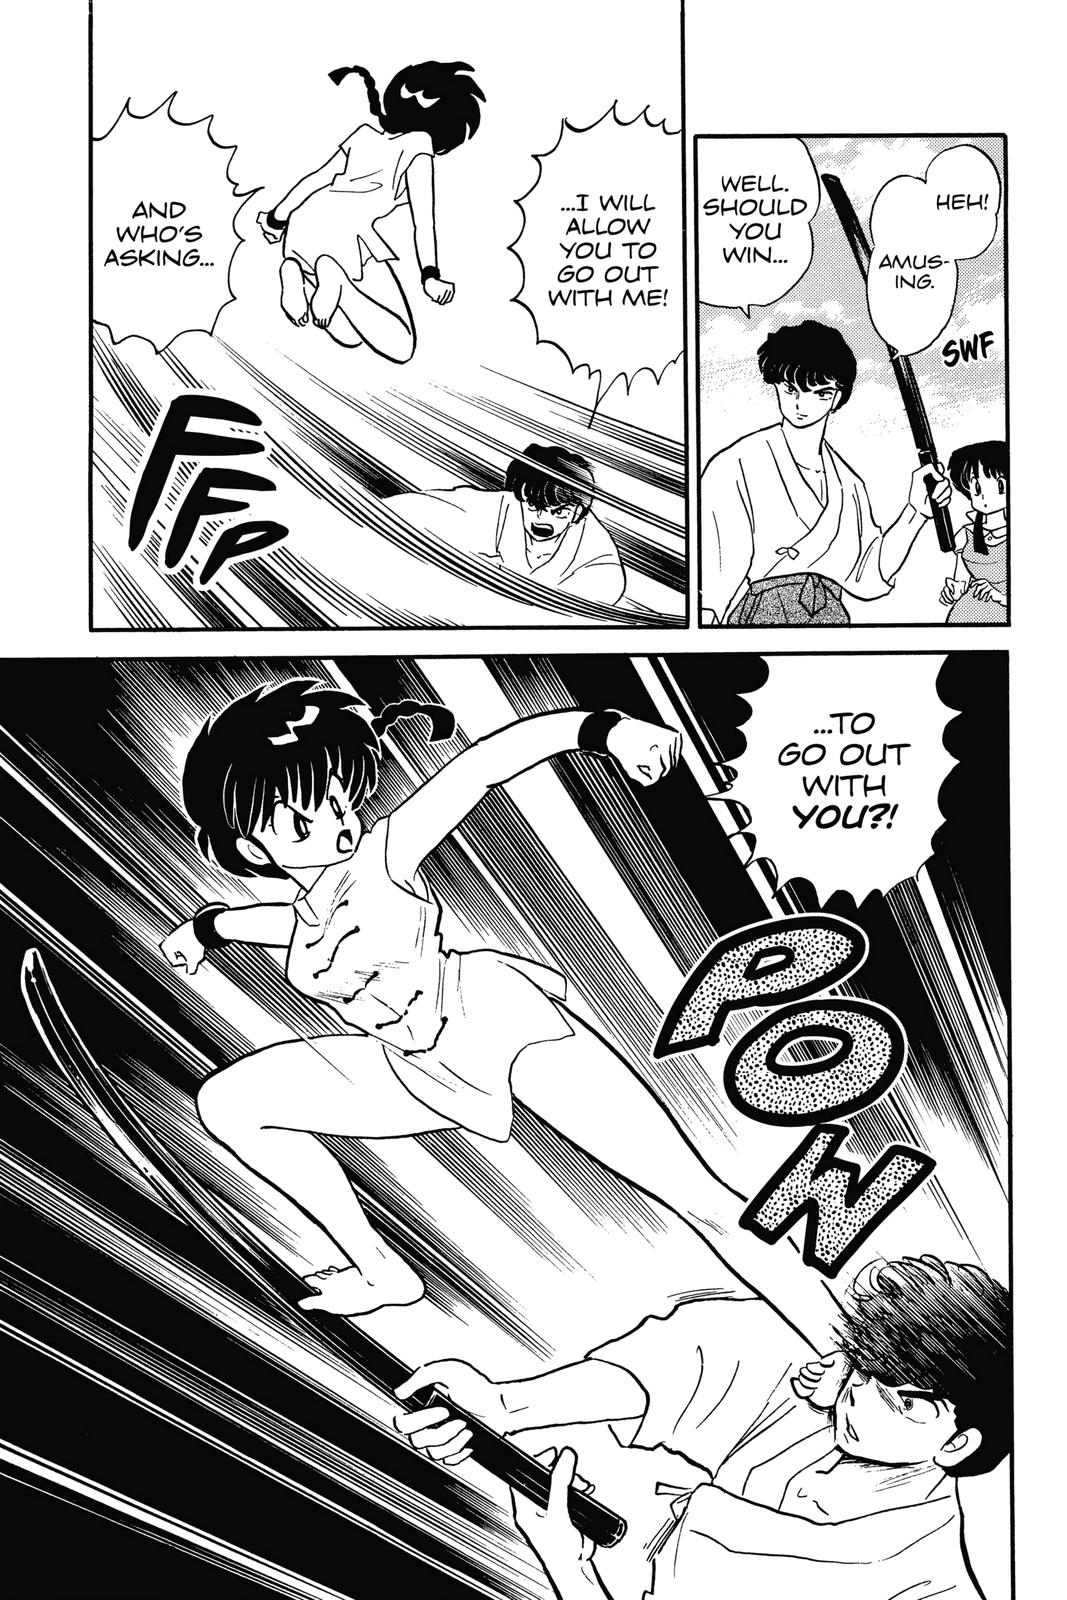 HEH!
AMUS-
ING.
SWF
WELL.
SHOULD
YOU
WIN...
...I WILL
ALLOW
YOU TO
GO OUT
WITH ME!
AND
WHO'S
ASKING...
FFP
...TO
GO OUT
WITH
YOU?!
POW